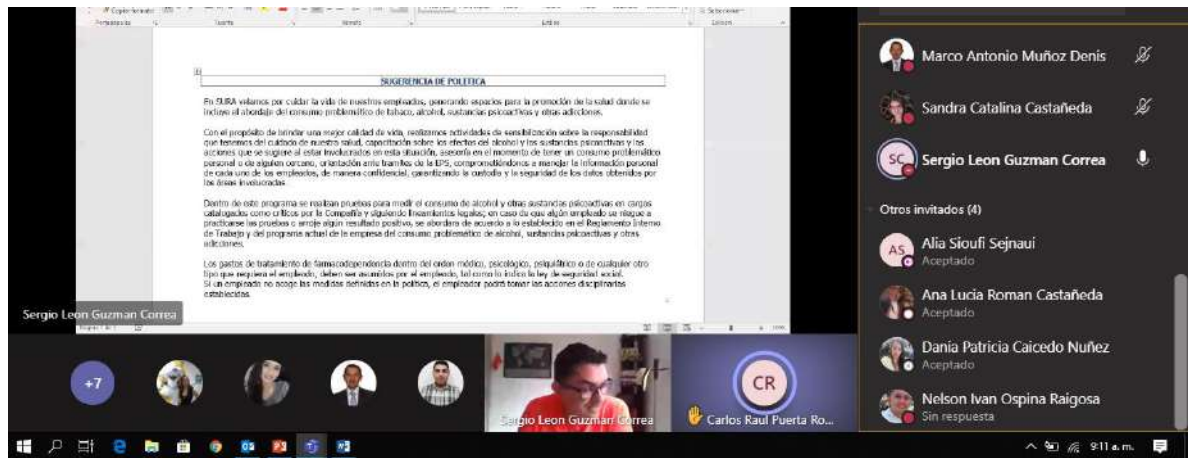 Copiar formato
Portapapeles
Fuente
Párrafo
Estilos
Edición
Seleccionar
SUGERENCIA DE POLITICA
En SURA velamos por cuidar la vida de nuestros empleados, generando espacios para la promoción de la salud donde se
incluye el abordaje del consumo problemático de tabaco, alcohol, sustancias psicoactivas y otras adicciones.
Con el propósito de brindar una mejor calidad de vida, realizamos actividades de sensibilización sobre la responsabilidad
que tenemos del cuidado de nuestra salud, capacitación sobre los efectos del alcohol y las sustancias psicoactivas y las
acciones que se sugiere al estar involucrados en esta situación, asesoría en el momento de tener un consumo problemático
personal o de alguien cercano, orientación ante tramites de la EPS, comprometiéndonos a manejar la información personal
de cada uno de los empleados, de manera confidencial, garantizando la custodia y la seguridad de los datos obtenidos por
las áreas involucradas
Dentro de este programa se realizan pruebas para medir el consumo de alcohol y otras sustancias psicoactivas en cargos
catalogados como críticos por la Compañía y siguiendo lineamientos legales; en caso de que algún empleado se niegue a
practicarse las pruebas o arroje algún resultado positivo, se abordara de acuerdo a lo establecido en el Reglamento Interno
de Trabajo y del programa actual de la empresa del consumo problemático de alcohol, sustancias psicoactivas y otras
adicciones.
Los gastos de tratamiento de farmacodependencia dentro del orden médico, psicológico, psiquiátrico o de cualquier otro
tipo que requiera el empleado, deben ser asumidos por el empleado, tal como lo indica la ley de seguridad social.
Si un empleado no acoge las medidas definidas en la política, el empleador podrá tomar las acciones disciplinarias
establecidas.
Sergio Leon Guzman Correa
+7
Sergio Leon Guzman Correa
CR
Carlos Raul Puerta Ro...
Marco Antonio Muñoz Denis
Sandra Catalina Castañeda
SC
Sergio Leon Guzman Correa
Otros invitados (4)
AS
Alia Sioufi Sejnaui
Aceptado
Ana Lucia Roman Castañeda
Aceptado
Dania Patricia Caicedo Nuñez
Aceptado
Nelson Ivan Ospina Raigosa
Sin respuesta
9:11 a. m.